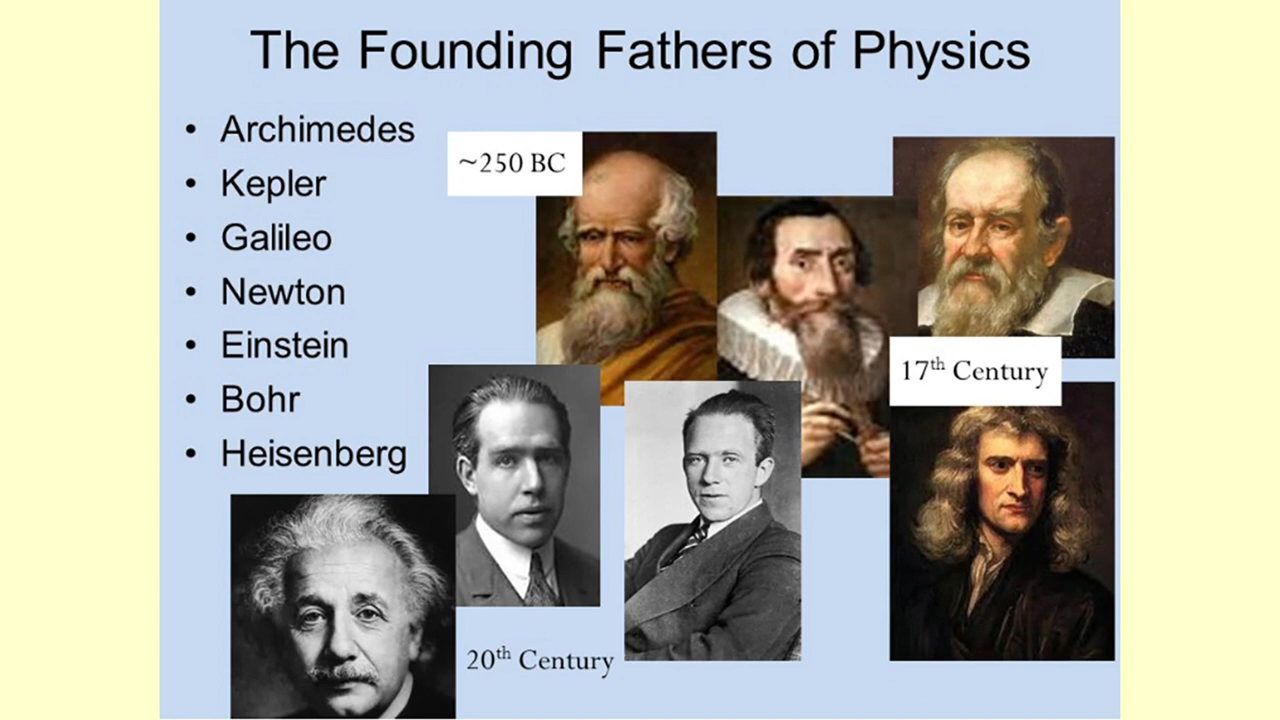 The Founding Fathers of Physics
• Archimedes
• Kepler
• Galileo
• Newton
• Einstein
• Bohr
• Heisenberg
~250 BC
17th Century
20th Century